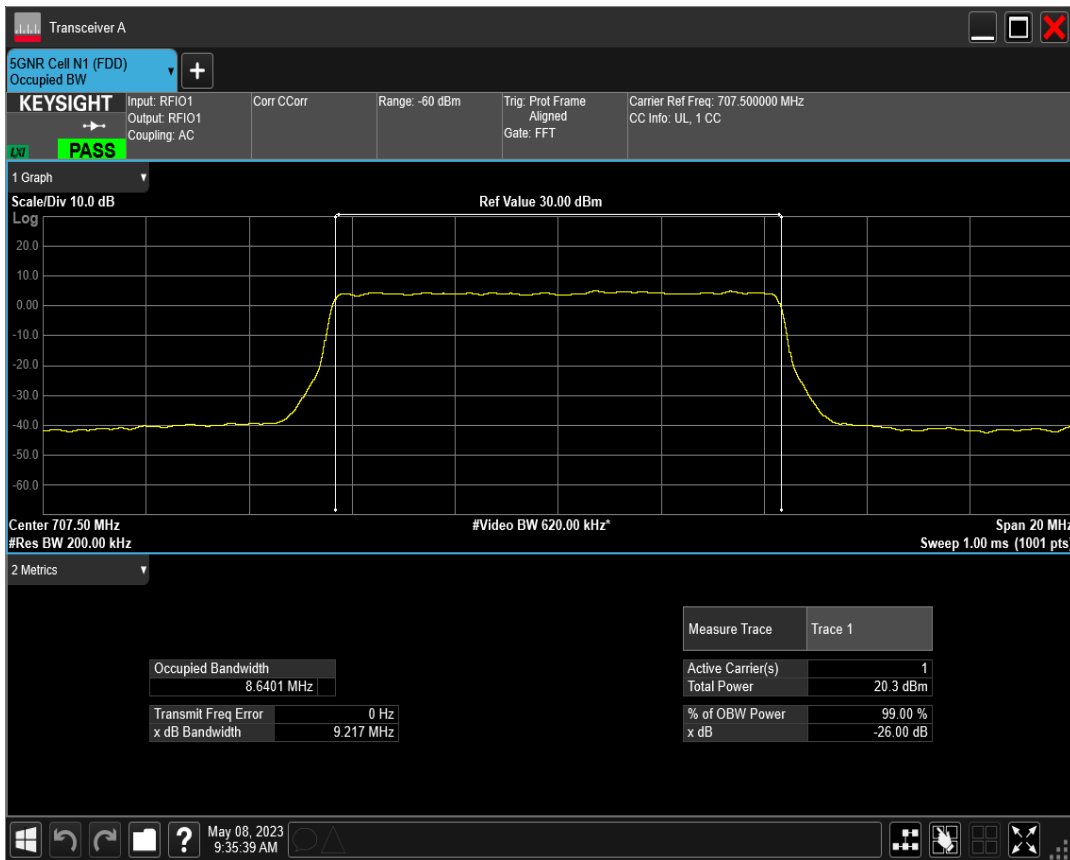 Transceiver A
5GNR Cell N1 (FDD)
Occupied BW
+
KEYSIGHT
LXI
PASS
Input: RFIO1
Output: RFIO1
Coupling: AC
Corr CCorr
Range: -60 dBm
Trig: Prot Frame
Aligned
Gate: FFT
Carrier Ref Freq: 707.500000 MHz
CC Info: UL, 1 CC
1 Graph
Scale/Div 10.0 dB
Ref Value 30.00 dBm
Log
20.0
10.0
0.00
-10.0
-20.0
-30.0
-40.0
-50.0
-60.0
Center 707.50 MHz
#Video BW 620.00 kHz*
Span 20 MHz
#Res BW 200.00 kHz
Sweep 1.00 ms (1001 pts)
2 Metrics
Measure Trace Trace 1
Occupied Bandwidth
8.6401 MHz
Active Carrier(s) 1
Total Power 20.3 dBm
Transmit Freq Error 0 Hz
x dB Bandwidth 9.217 MHz
% of OBW Power 99.00 %
x dB -26.00 dB
?
May 08, 2023
9:35:39 AM